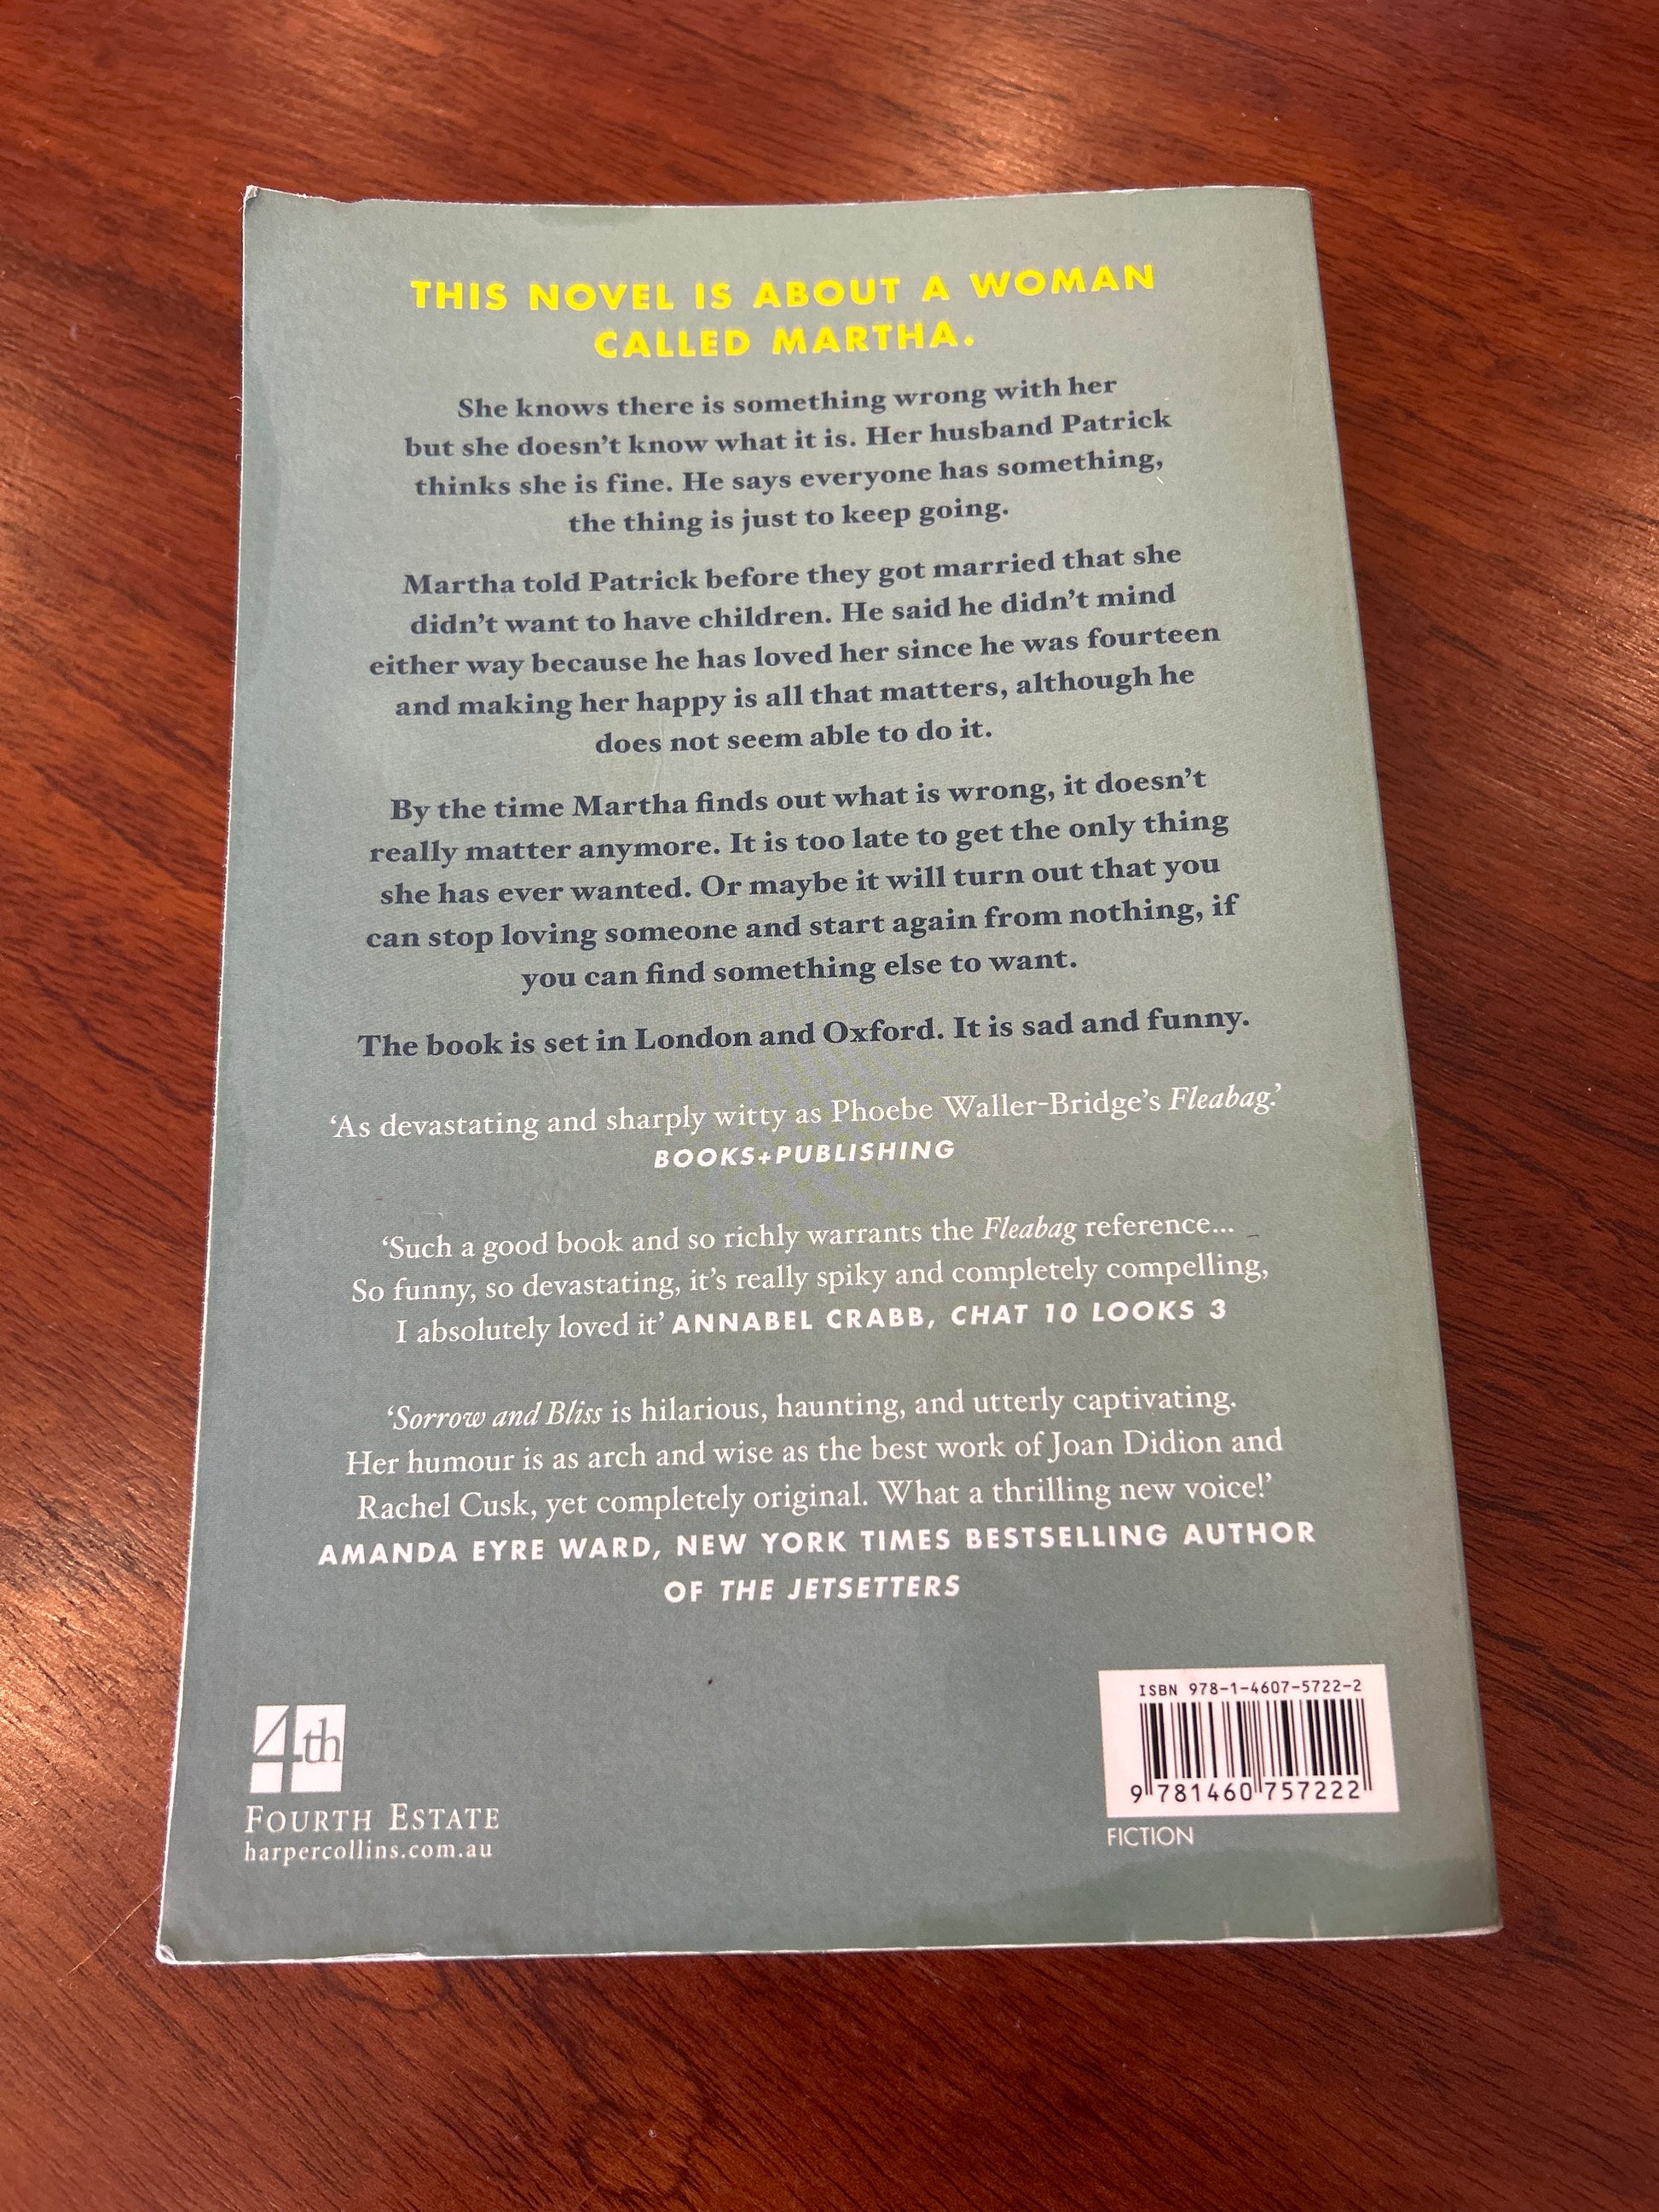 THIS NOVEL IS ABOUT A WOMAN
CALLED MARTHA.
She knows there is something wrong with her
but she doesn't know what it is. Her husband Patrick
thinks she is fine. He says everyone has something,
the thing is just to keep going.
Martha told Patrick before they got married that she
didn't want to have children. He said he didn't mind
either way because he has loved her since he was fourteen
and making her happy is all that matters, although he
does not seem able to do it.
By the time Martha finds out what is wrong, it doesn't
really matter anymore. It is too late to get the only thing
she has ever wanted. Or maybe it will turn out that you
can stop loving someone and start again from nothing, if
you can find something else to want.
The book is set in London and Oxford. It is sad and funny.
‘As devastating and sharply witty as Phoebe Waller-Bridge's Fleabag.’
BOOKS+PUBLISHING
‘Such a good book and so richly warrants the Fleabag reference...
So funny, so devastating, it's really spiky and completely compelling,
I absolutely loved it’ ANNABEL CRABB, CHAT 10 LOOKS 3
‘Sorrow and Bliss is hilarious, haunting, and utterly captivating.
Her humour is as arch and wise as the best work of Joan Didion and
Rachel Cusk, yet completely original. What a thrilling new voice!’
AMANDA EYRE WARD, NEW YORK TIMES BESTSELLING AUTHOR
OF THE JETSETTERS
4th
FOURTH ESTATE
harpercollins.com.au
ISBN 978-1-4607-5722-2
9 781460 757222
FICTION